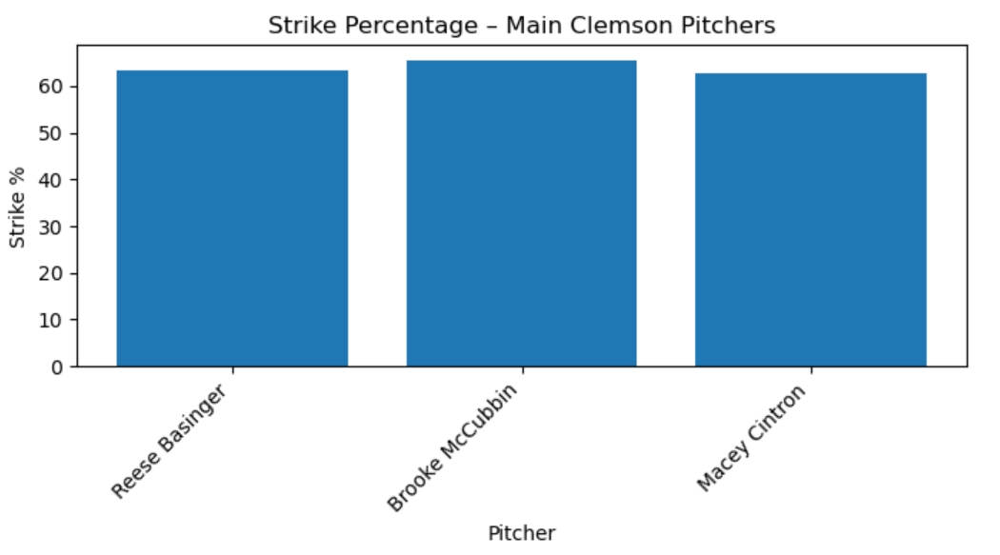 Strike Percentage – Main Clemson Pitchers
Strike %
60
50
40
30
20
10
0
Reese Basinger
Brooke McCubbin
Macey Cintron
Pitcher